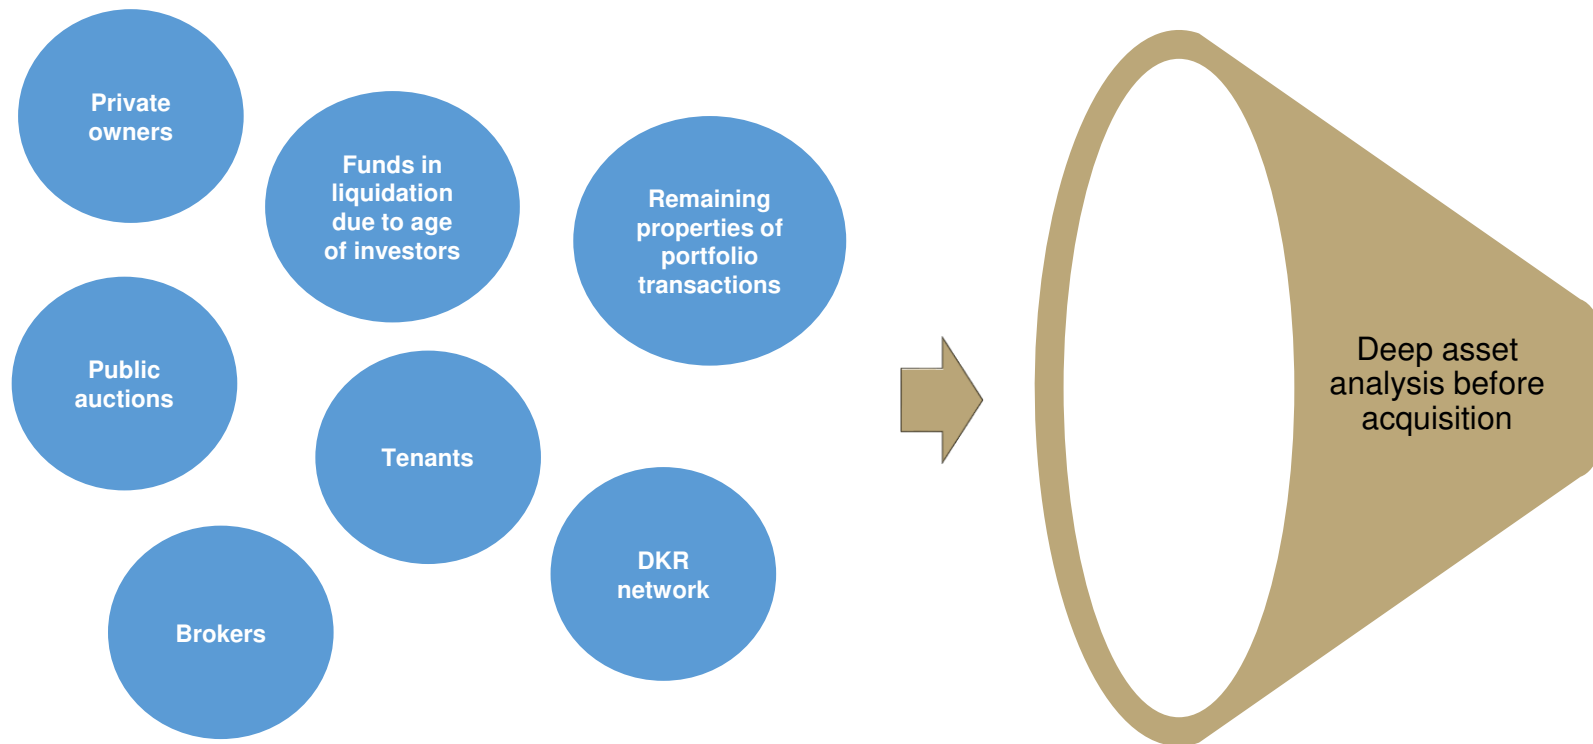 Private
owners
Funds in
liquidation
due to age
of investors
Remaining
properties of
portfolio
transactions
Public
auctions
Tenants
DKR
network
Brokers
Deep asset
analysis before
acquisition